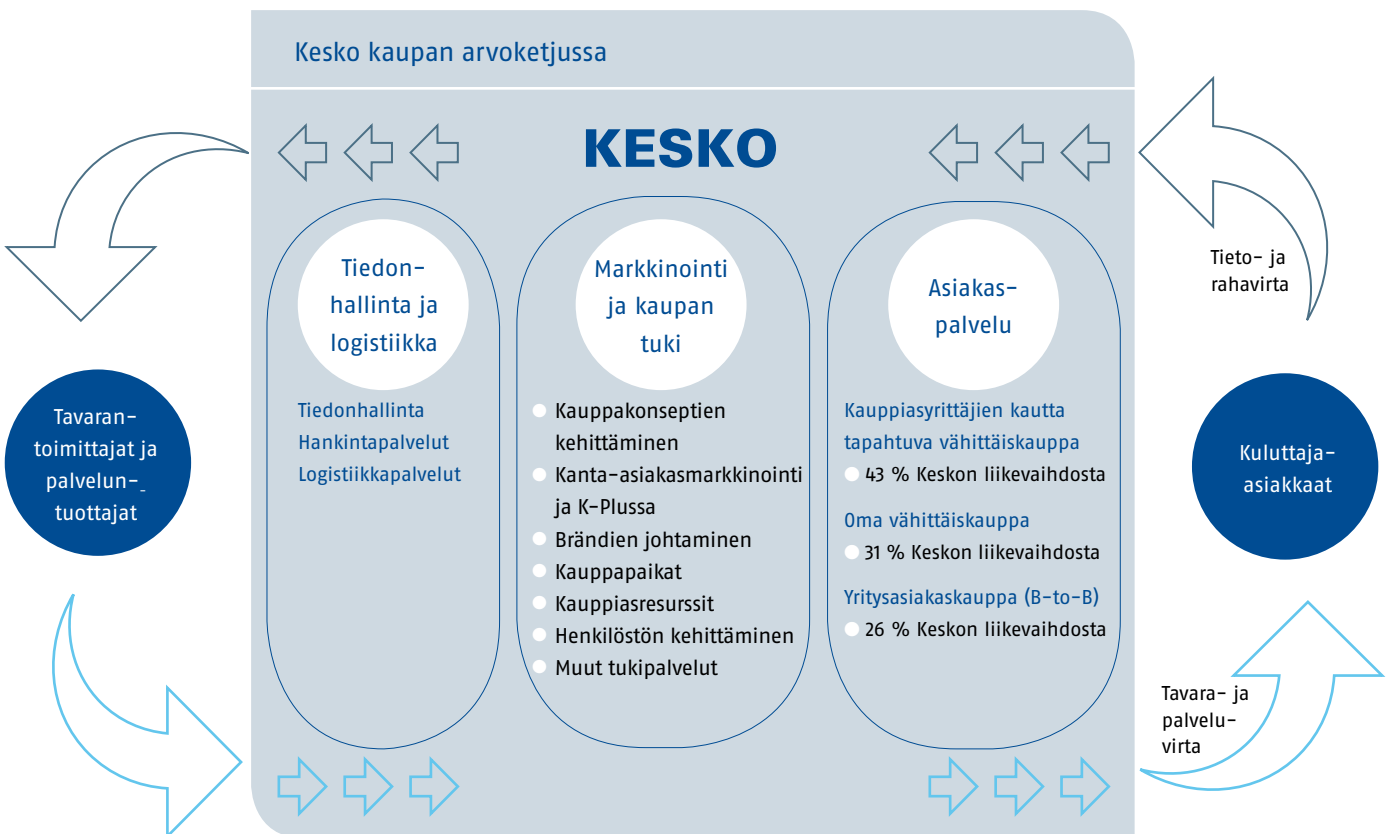 Kesko kaupan arvoketjussa
KESKO
Tavaran-
toimittajat ja
palvelun-
tuottajat
Tiedon-
hallinta ja
logistiikka
Tiedonhallinta
Hankintapalvelut
Logistiikkapalvelut
Markkinointi
ja kaupan
tuki
Kauppakonseptien
kehittäminen
Kanta-asiakasmarkkinointi
ja K-Plussa
Brändien johtaminen
Kauppapaikat
Kauppiasresurssit
Henkilöstön kehittäminen
Muut tukipalvelut
Asiakas-
palvelu
Kauppiasyrittäjien kautta
tapahtuva vähittäiskauppa
43 % Keskon liikevaihdosta
Oma vähittäiskauppa
31 % Keskon liikevaihdosta
Yritysasiakaskauppa (B-to-B)
26 % Keskon liikevaihdosta
Tieto- ja
rahavirta
Kuluttaja-
asiakkaat
Tavara- ja
palvelu-
virta